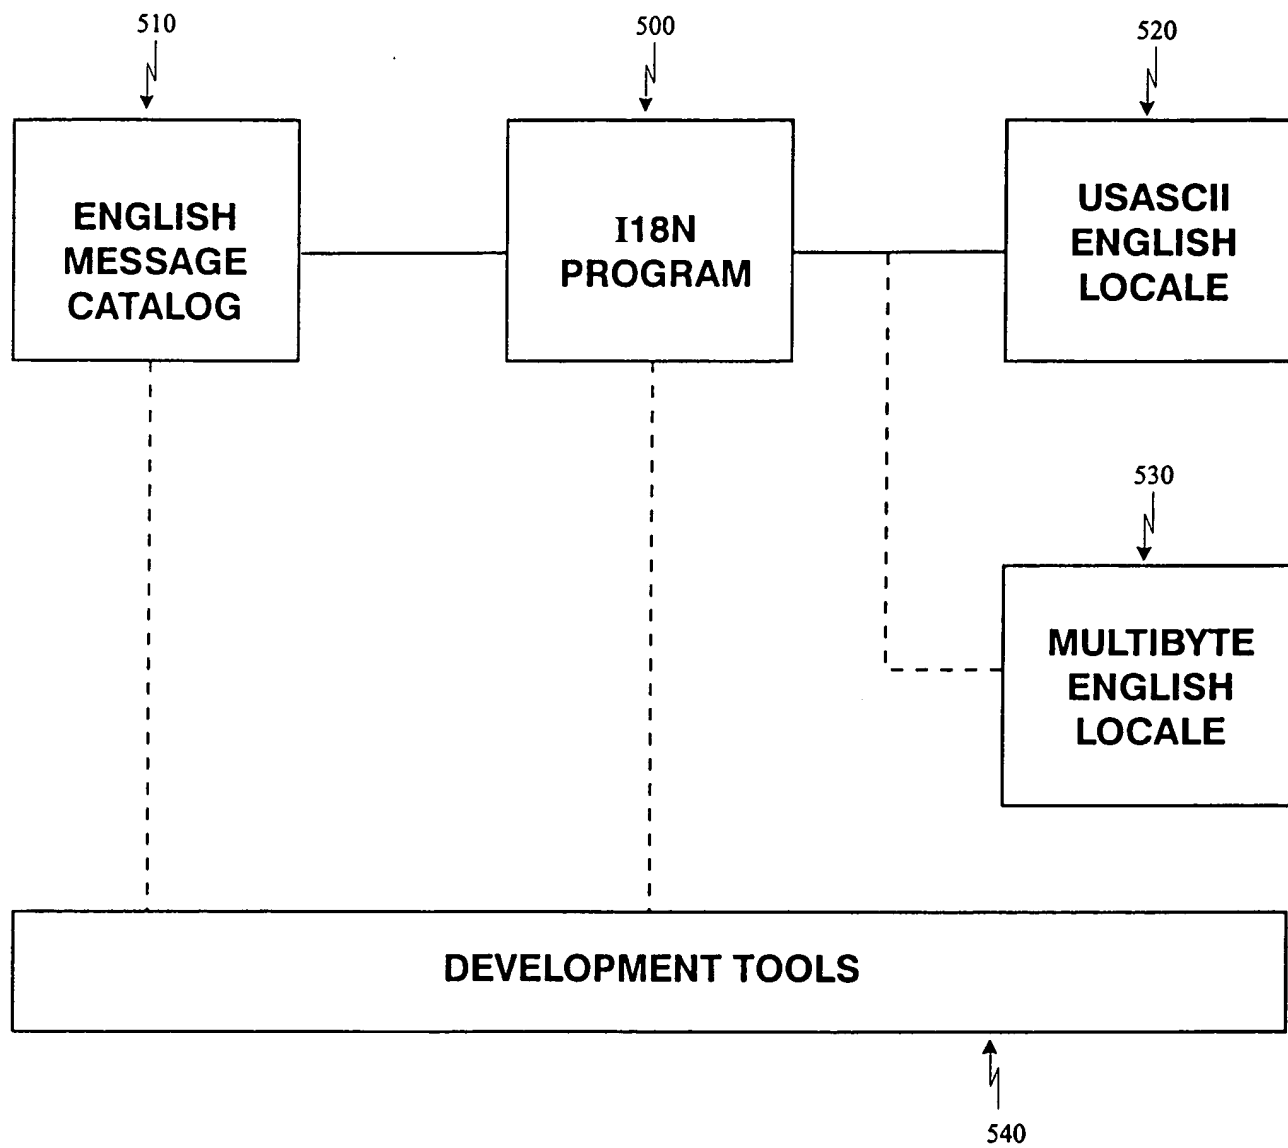 510
500
520
ENGLISH
MESSAGE
CATALOG
I18N
PROGRAM
USASCII
ENGLISH
LOCALE
530
MULTIBYTE
ENGLISH
LOCALE
DEVELOPMENT TOOLS
540